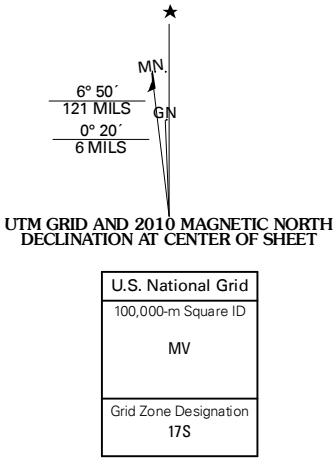 ★
MN.
6° 50´
121 MILS
GN
0° 20´
6 MILS
UTM GRID AND 2010 MAGNETIC NORTH
DECLINATION AT CENTER OF SHEET
U.S. National Grid
100,000-m Square ID
MV
Grid Zone Designation
17S